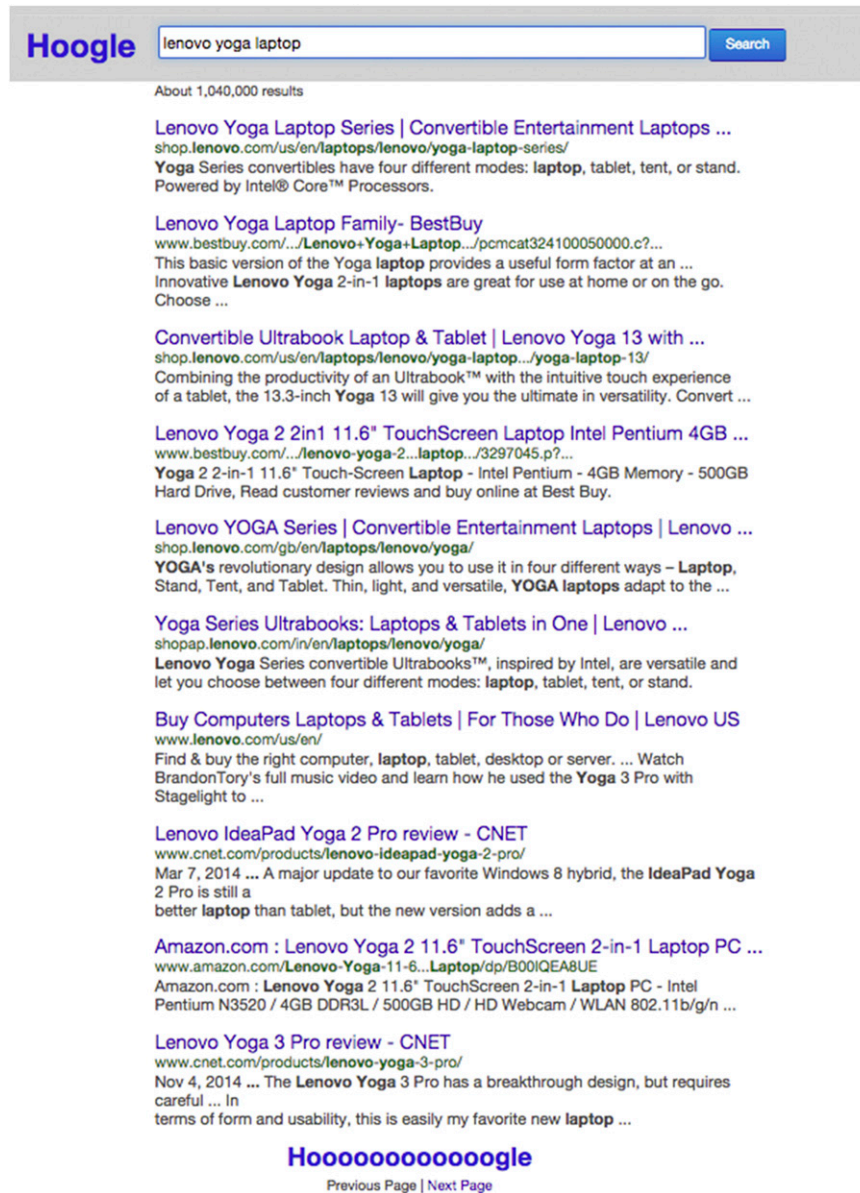 Hoogle
lenovo yoga laptop
Search
About 1,040,000 results
Lenovo Yoga Laptop Series | Convertible Entertainment Laptops ...
shop.lenovo.com/us/en/laptops/lenovo/yoga-laptop-series/
Yoga Series convertibles have four different modes: laptop, tablet, tent, or stand.
Powered by Intel® Core™ Processors.
Lenovo Yoga Laptop Family- BestBuy
www.bestbuy.com/.../Lenovo+Yoga+Laptop.../pcmcat324100050000.c?...
This basic version of the Yoga laptop provides a useful form factor at an ...
Innovative Lenovo Yoga 2-in-1 laptops are great for use at home or on the go.
Choose ...
Convertible Ultrabook Laptop & Tablet | Lenovo Yoga 13 with ...
shop.lenovo.com/us/en/laptops/lenovo/yoga-laptop.../yoga-laptop-13/
Combining the productivity of an Ultrabook™ with the intuitive touch experience
of a tablet, the 13.3-inch Yoga 13 will give you the ultimate in versatility. Convert ...
Lenovo Yoga 2 2in1 11.6" TouchScreen Laptop Intel Pentium 4GB ...
www.bestbuy.com/.../lenovo-yoga-2...laptop.../3297045.p?...
Yoga 2 2-in-1 11.6" Touch-Screen Laptop - Intel Pentium - 4GB Memory - 500GB
Hard Drive, Read customer reviews and buy online at Best Buy.
Lenovo YOGA Series | Convertible Entertainment Laptops | Lenovo ...
shop.lenovo.com/gb/en/laptops/lenovo/yoga/
YOGA's revolutionary design allows you to use it in four different ways – Laptop,
Stand, Tent, and Tablet. Thin, light, and versatile, YOGA laptops adapt to the ...
Yoga Series Ultrabooks: Laptops & Tablets in One | Lenovo ...
shopap.lenovo.com/in/en/laptops/lenovo/yoga/
Lenovo Yoga Series convertible Ultrabooks™, inspired by Intel, are versatile and
let you choose between four different modes: laptop, tablet, tent, or stand.
Buy Computers Laptops & Tablets | For Those Who Do | Lenovo US
www.lenovo.com/us/en/
Find & buy the right computer, laptop, tablet, desktop or server. ... Watch
BrandonTory's full music video and learn how he used the Yoga 3 Pro with
Stagelight to ...
Lenovo IdeaPad Yoga 2 Pro review - CNET
www.cnet.com/products/lenovo-ideapad-yoga-2-pro/
Mar 7, 2014 ... A major update to our favorite Windows 8 hybrid, the IdeaPad Yoga
2 Pro is still a
better laptop than tablet, but the new version adds a ...
Amazon.com : Lenovo Yoga 2 11.6" TouchScreen 2-in-1 Laptop PC ...
www.amazon.com/Lenovo-Yoga-11-6...Laptop/dp/B00IQEA8UE
Amazon.com : Lenovo Yoga 2 11.6" TouchScreen 2-in-1 Laptop PC - Intel
Pentium N3520 / 4GB DDR3L / 500GB HD / HD Webcam / WLAN 802.11b/g/n ...
Lenovo Yoga 3 Pro review - CNET
www.cnet.com/products/lenovo-yoga-3-pro/
Nov 4, 2014 ... The Lenovo Yoga 3 Pro has a breakthrough design, but requires
careful ... In
terms of form and usability, this is easily my favorite new laptop ...
Hoooooooooooogle
Previous Page | Next Page